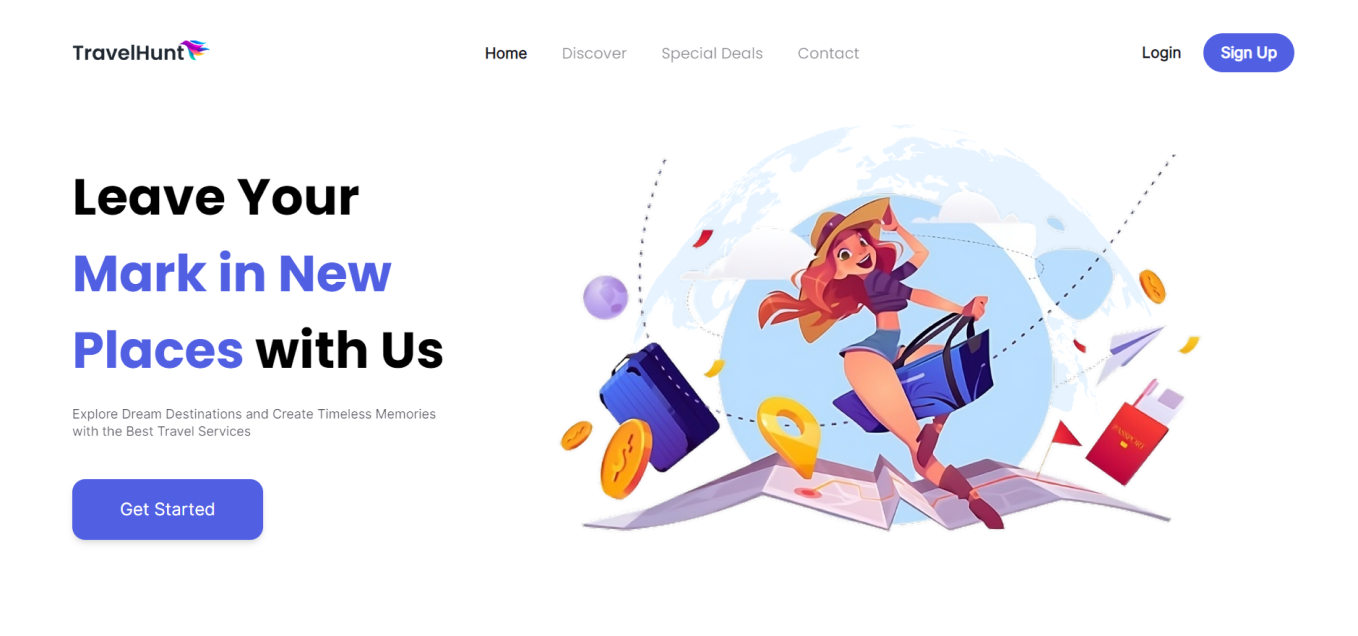 TravelHunt
Home
Discover
Special Deals
Contact
Login
Sign Up
Leave Your
Mark in New
Places with Us
Explore Dream Destinations and Create Timeless Memories
with the Best Travel Services
Get Started
PASSPORT